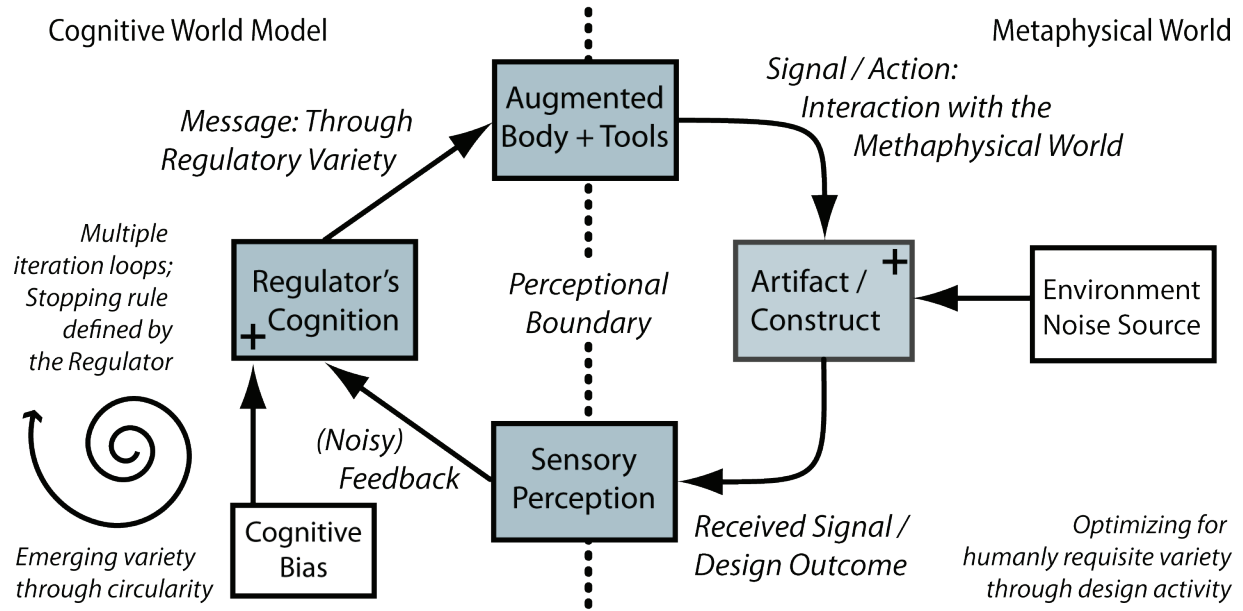 Cognitive World Model
Metaphysical World
Message: Through
Regulatory Variety
Augmented
Body + Tools
Signal / Action:
Interaction with the
Methaphysical World
Multiple
iteration loops;
Stopping rule
defined by
the Regulator
Regulator's
Cognition
+
Perceptional
Boundary
Artifact /
Construct
+
Environment
Noise Source
(Noisy)
Feedback
Sensory
Perception
Cognitive
Bias
Received Signal /
Design Outcome
Emerging variety
through circularity
Optimizing for
humanly requisite variety
through design activity